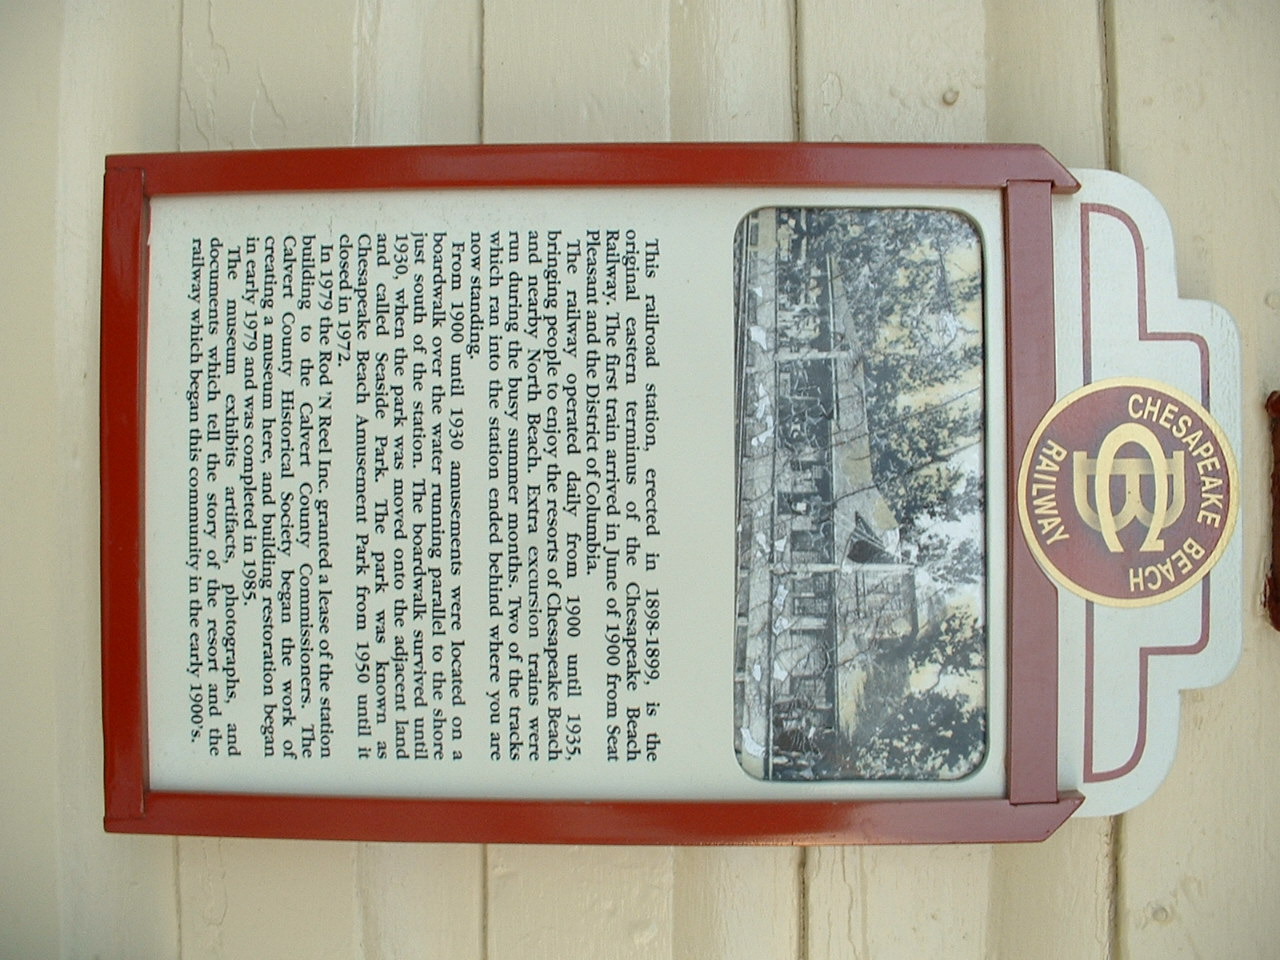 CHESAPEAKE BEACH
CB
RAILWAY
This railroad station, erected in 1898-1899, is the
original eastern terminus of the Chesapeake Beach
Railway. The first train arrived in June of 1900 from Seat
Pleasant and the District of Columbia.
The railway operated daily from 1900 until 1935,
bringing people to enjoy the resorts of Chesapeake Beach
and nearby North Beach. Extra excursion trains were
run during the busy summer months. Two of the tracks
which ran into the station ended behind where you are
now standing.
From 1900 until 1930 amusements were located on a
boardwalk over the water running parallel to the shore
just south of the station. The boardwalk survived until
1930, when the park was moved onto the adjacent land
and called Seaside Park. The park was known as
Chesapeake Beach Amusement Park from 1950 until it
closed in 1972.
In 1979 the Rod 'N Reel Inc. granted a lease of the station
building to the Calvert County Commissioners. The
Calvert County Historical Society began the work of
creating a museum here, and building restoration began
in early 1979 and was completed in 1985.
The museum exhibits artifacts, photographs, and
documents which tell the story of the resort and the
railway which began this community in the early 1900's.